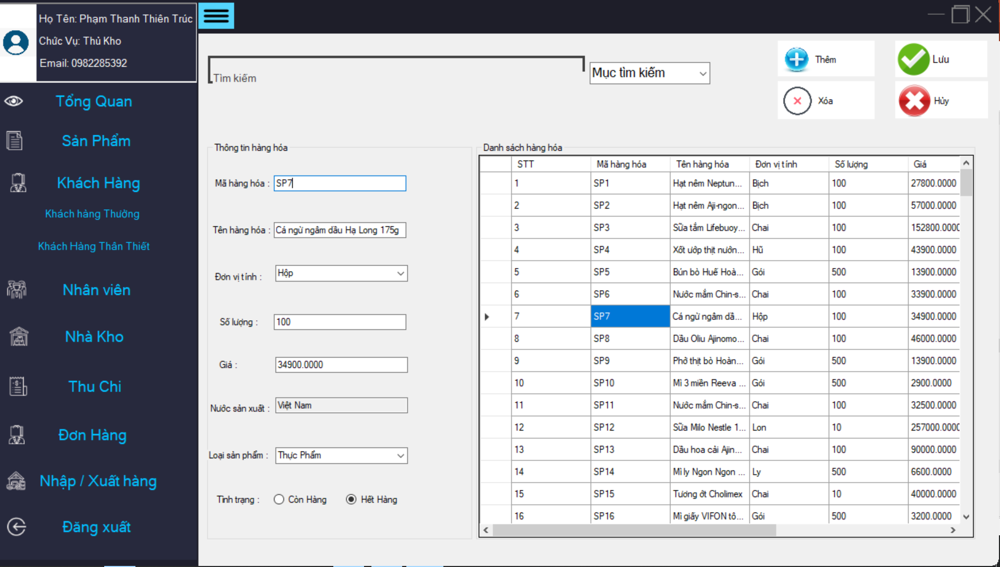 Họ Tên: Phạm Thanh Thiên Trúc
Chức Vụ: Thủ Kho
Email: 0982285392
Tổng Quan
Sản Phẩm
Khách Hàng
Khách hàng Thường
Khách Hàng Thân Thiết
Nhân viên
Nhà Kho
Thu Chi
Đơn Hàng
Nhập / Xuất hàng
Đăng xuất
Tìm kiếm
Mục tìm kiếm
Thêm
Lưu
Xóa
Hủy
Thông tin hàng hóa
Mã hàng hóa : SP7
Tên hàng hóa : Cá ngừ ngâm dầu Hạ Long 175g
Đơn vị tính : Hộp
Số lượng : 100
Giá : 34900.0000
Nước sản xuất : Việt Nam
Loại sản phẩm : Thực Phẩm
Tình trạng : Còn Hàng Hết Hàng
Danh sách hàng hóa
STT Mã hàng hóa Tên hàng hóa Đơn vị tính Số lượng Giá
1 SP1 Hạt nêm Neptun... Bịch 100 27800.0000
2 SP2 Hạt nêm Aji-ngon... Bịch 100 57000.0000
3 SP3 Sữa tắm Lifebuoy... Chai 100 152800.0000
4 SP4 Xốt ướp thịt nướn... Hũ 100 43900.0000
5 SP5 Bún bò Huế Hoà... Gói 500 13900.0000
6 SP6 Nước mắm Chin-s... Chai 100 33900.0000
7 SP7 Cá ngừ ngâm dầ... Hộp 100 34900.0000
8 SP8 Dầu Oliu Ajinomo... Chai 100 46000.0000
9 SP9 Phở thịt bò Hoàn... Gói 500 13900.0000
10 SP10 Mì 3 miền Reeva ... Gói 500 2900.0000
11 SP11 Nước mắm Chin-s... Chai 100 32500.0000
12 SP12 Sữa Milo Nestle 1... Lon 10 257000.0000
13 SP13 Dầu hoa cải Ajin... Chai 100 90000.0000
14 SP14 Mì ly Ngon Ngon ... Ly 500 6600.0000
15 SP15 Tương ớt Cholimex Chai 10 40000.0000
16 SP16 Mì giấy VIFON tô... Gói 500 3200.0000